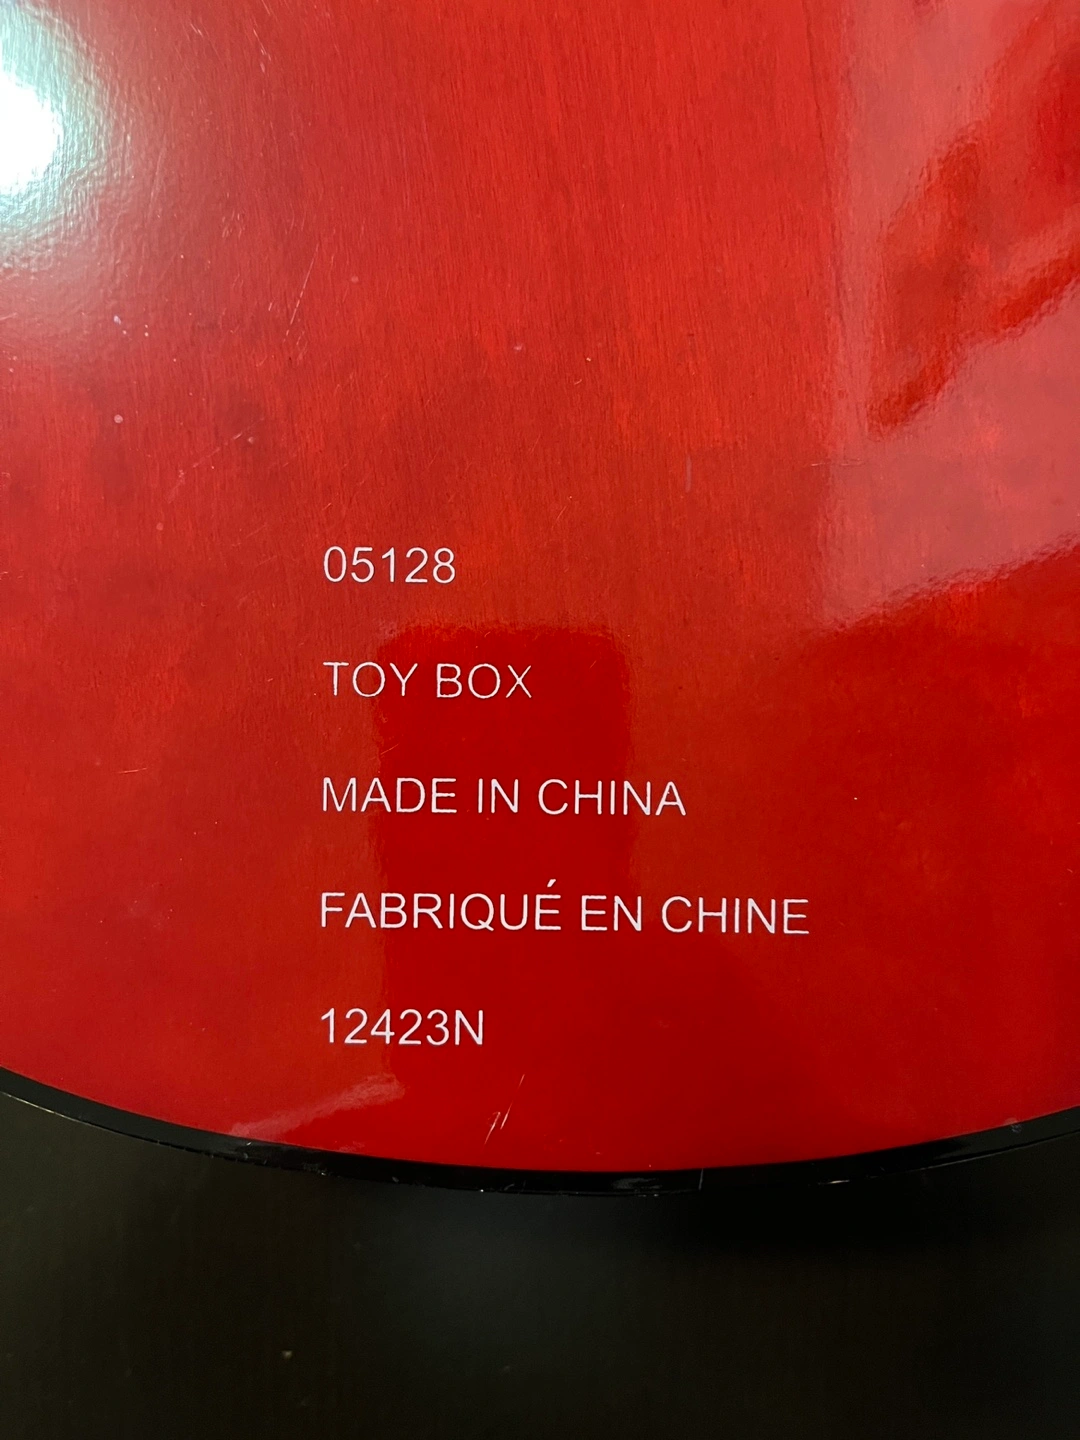 05128
TOY BOX
MADE IN CHINA
FABRIQUÉ EN CHINE
12423N